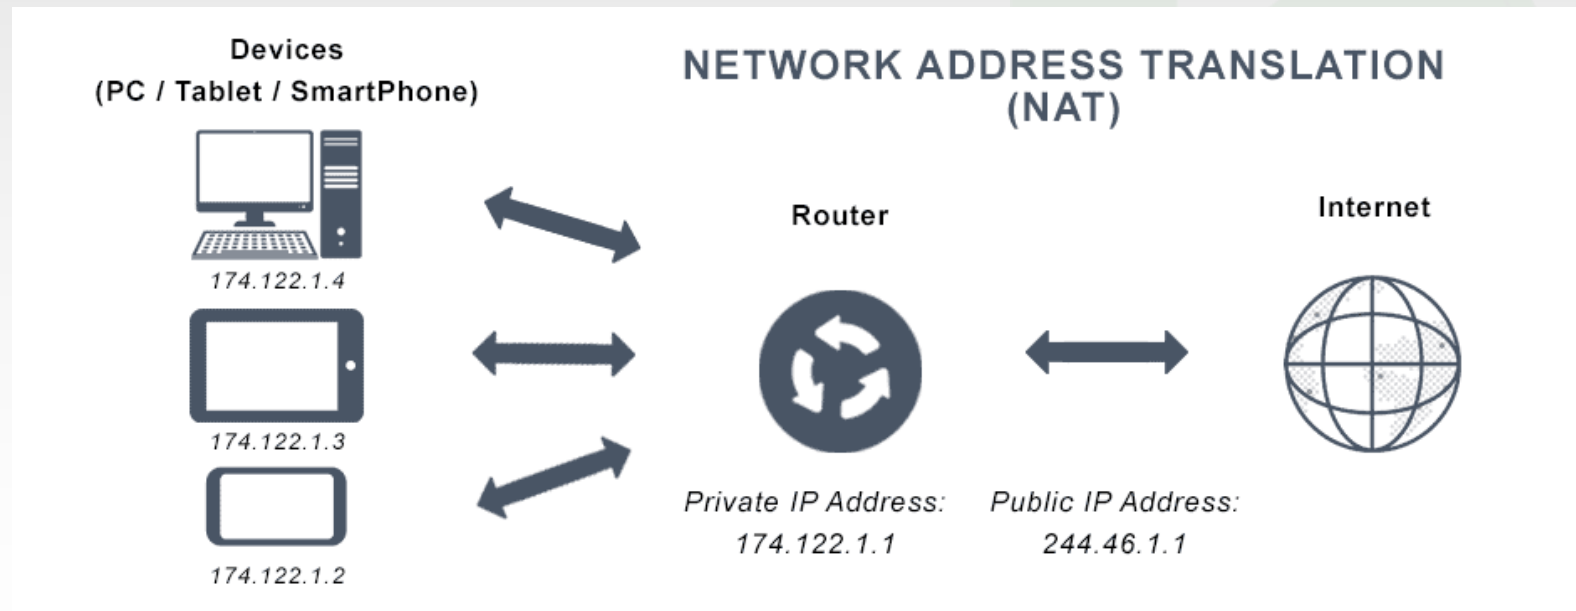 Devices
(PC / Tablet / SmartPhone)
NETWORK ADDRESS TRANSLATION
(NAT)
174.122.1.4
174.122.1.3
174.122.1.2
Router
Private IP Address:
174.122.1.1
Public IP Address:
244.46.1.1
Internet